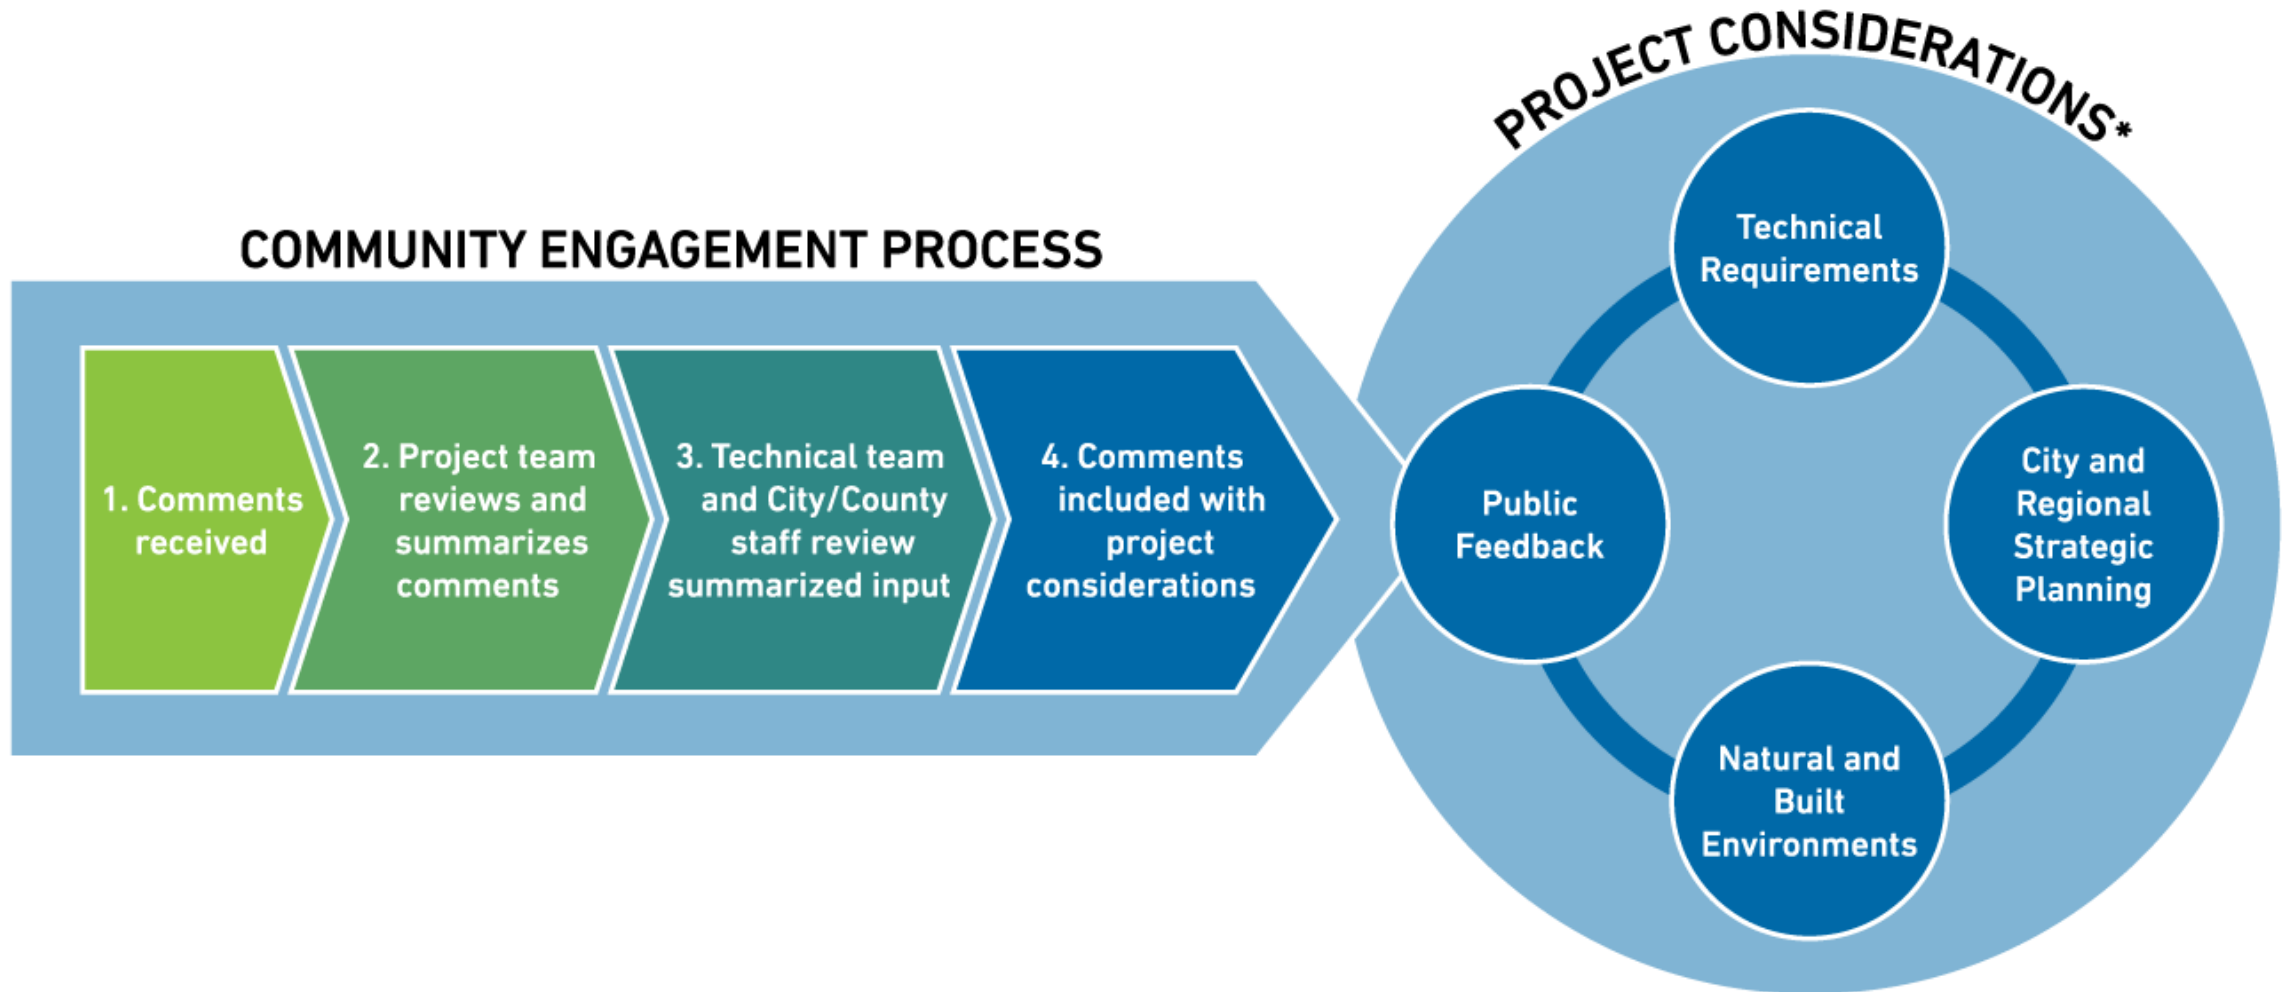 PROJECT CONSIDERATIONS*
COMMUNITY ENGAGEMENT PROCESS
1. Comments
received
2. Project team
reviews and
summarizes
comments
3. Technical team
and City/County
staff review
summarized input
4. Comments
included with
project
considerations
Public
Feedback
Technical
Requirements
City and
Regional
Strategic
Planning
Natural and
Built
Environments